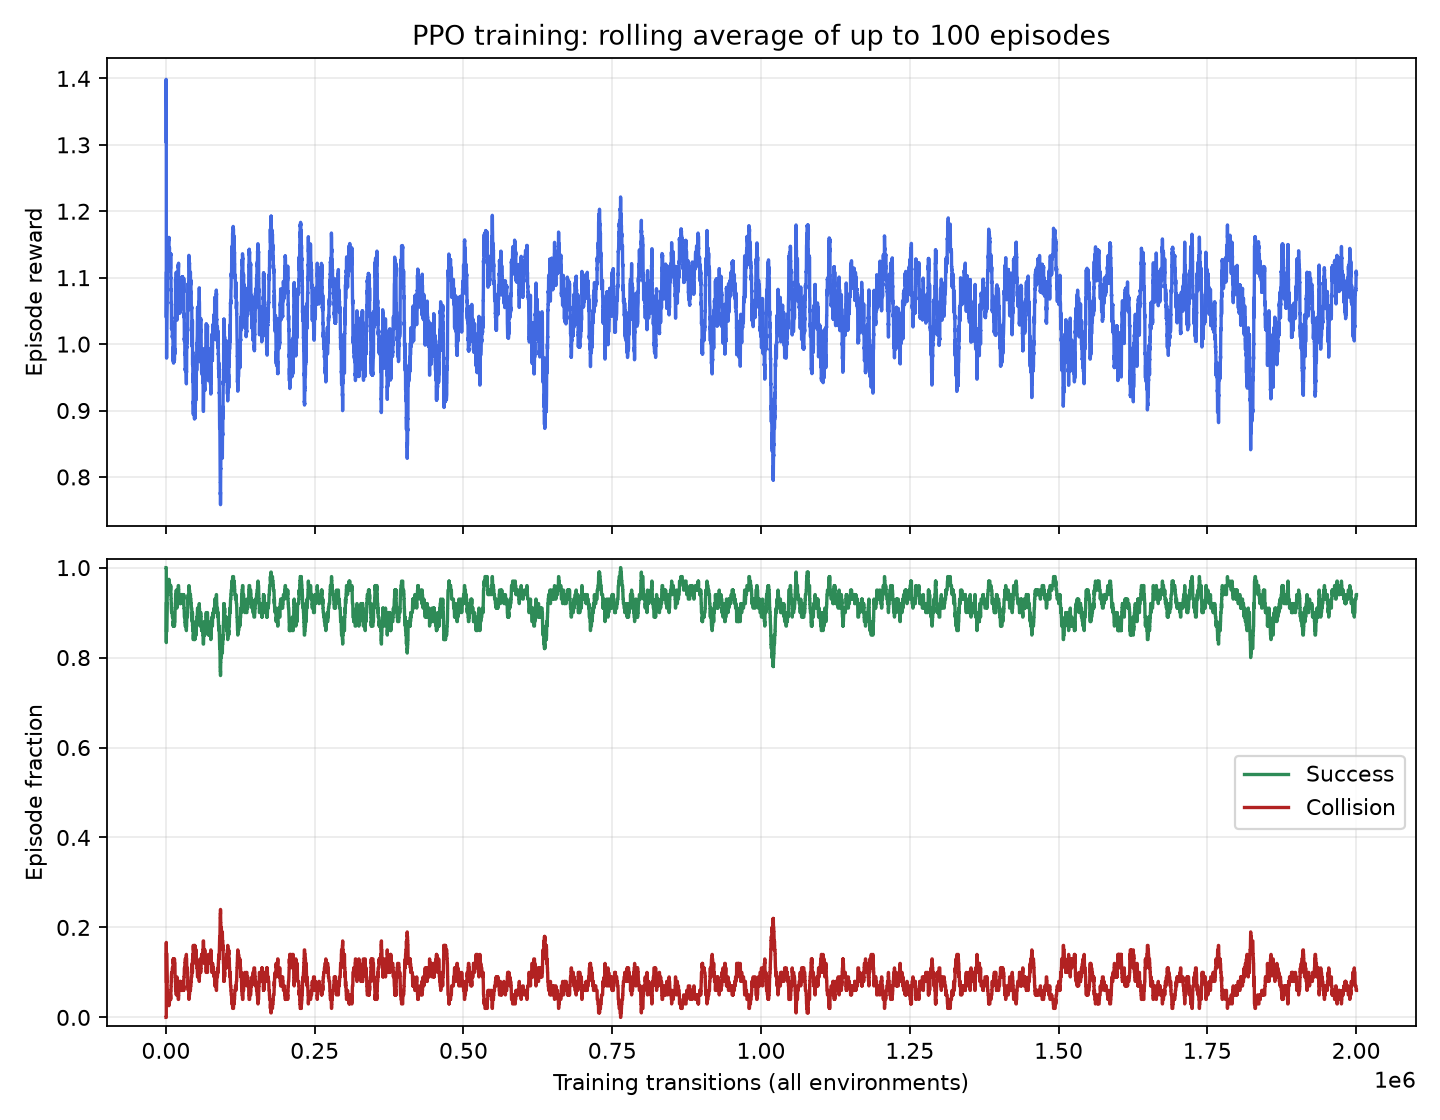 PPO training: rolling average of up to 100 episodes
1.4
1.3
1.2
1.1
1.0
0.9
0.8
Episode reward
1.0
0.8
0.6
0.4
0.2
0.0
Episode fraction
Success
Collision
0.00 0.25 0.50 0.75 1.00 1.25 1.50 1.75 2.00
1e6
Training transitions (all environments)